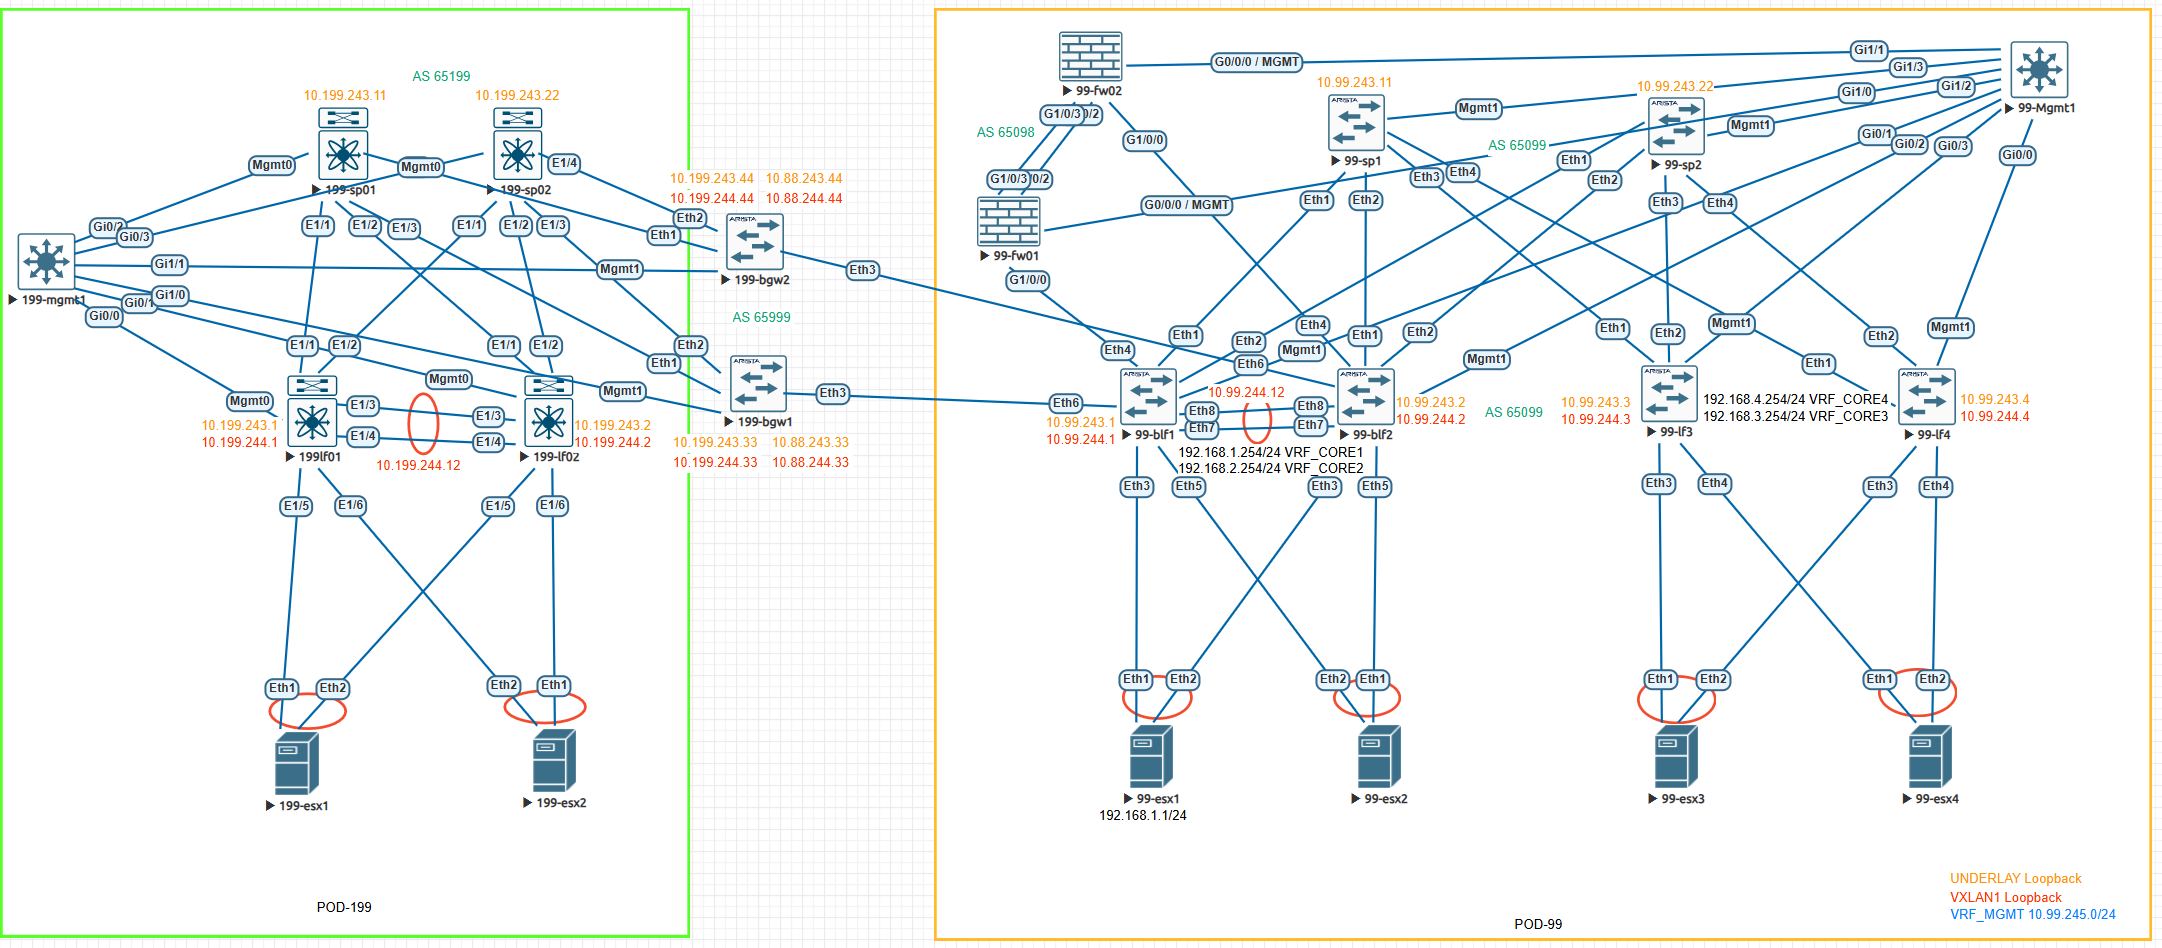 AS 65199
10.199.243.11
10.199.243.22
199-sp01
199-sp02
Mgmt0
Mgmt0
E1/4
Gi0/2
Gi0/3
Gi1/1
Gi1/0
Gi0/1
Gi0/0
199-mgmt1
E1/1
E1/2
E1/3
E1/1
E1/2
E1/3
10.199.243.44 10.88.243.44
10.199.244.44 10.88.244.44
Eth2
Eth1
Mgmt1
ARISTA
199-bgw2
Eth3
AS 65999
E1/1
E1/2
E1/1
E1/2
Eth2
Eth1
Mgmt0
Mgmt0
Mgmt1
ARISTA
199-bgw1
Eth3
10.199.243.33 10.88.243.33
10.199.244.33 10.88.244.33
E1/3
E1/4
E1/3
E1/4
10.199.243.1
10.199.244.1
199lf01
10.199.244.12
10.199.243.2
10.199.244.2
199-lf02
E1/5
E1/6
E1/5
E1/6
Eth1
Eth2
Eth2
Eth1
199-esx1
199-esx2
POD-199
99-fw02
G0/0/0 / MGMT
G1/0/3
0/2
G1/0/0
AS 65098
G1/0/3
0/2
G0/0/0 / MGMT
99-fw01
G1/0/0
10.99.243.11
ARISTA
99-sp1
Mgmt1
AS 65099
Eth1
Eth2
Eth3
Eth4
10.99.243.22
ARISTA
99-sp2
Mgmt1
Eth1
Eth2
Eth3
Eth4
Gi1/1
Gi1/3
Gi1/0
Gi1/2
Gi0/1
Gi0/2
Gi0/3
Gi0/0
99-Mgmt1
Eth4
Eth1
Eth2
Eth6
Mgmt1
Eth4
Eth1
Eth2
Mgmt1
Eth6
ARISTA
10.99.243.1
10.99.244.1
99-blf1
10.99.244.12
Eth8
Eth7
Eth8
Eth7
ARISTA
99-blf2
10.99.243.2
10.99.244.2
192.168.1.254/24 VRF_CORE1
192.168.2.254/24 VRF_CORE2
AS 65099
Eth1
Eth2
Mgmt1
Eth1
Eth2
Mgmt1
10.99.243.3
10.99.244.3
ARISTA
99-lf3
192.168.4.254/24 VRF_CORE4
192.168.3.254/24 VRF_CORE3
ARISTA
99-lf4
10.99.243.4
10.99.244.4
Eth3
Eth5
Eth3
Eth5
Eth3
Eth4
Eth3
Eth4
Eth1
Eth2
Eth2
Eth1
Eth1
Eth2
Eth1
Eth2
99-esx1
192.168.1.1/24
99-esx2
99-esx3
99-esx4
UNDERLAY Loopback
VXLAN1 Loopback
VRF_MGMT 10.99.245.0/24
POD-99